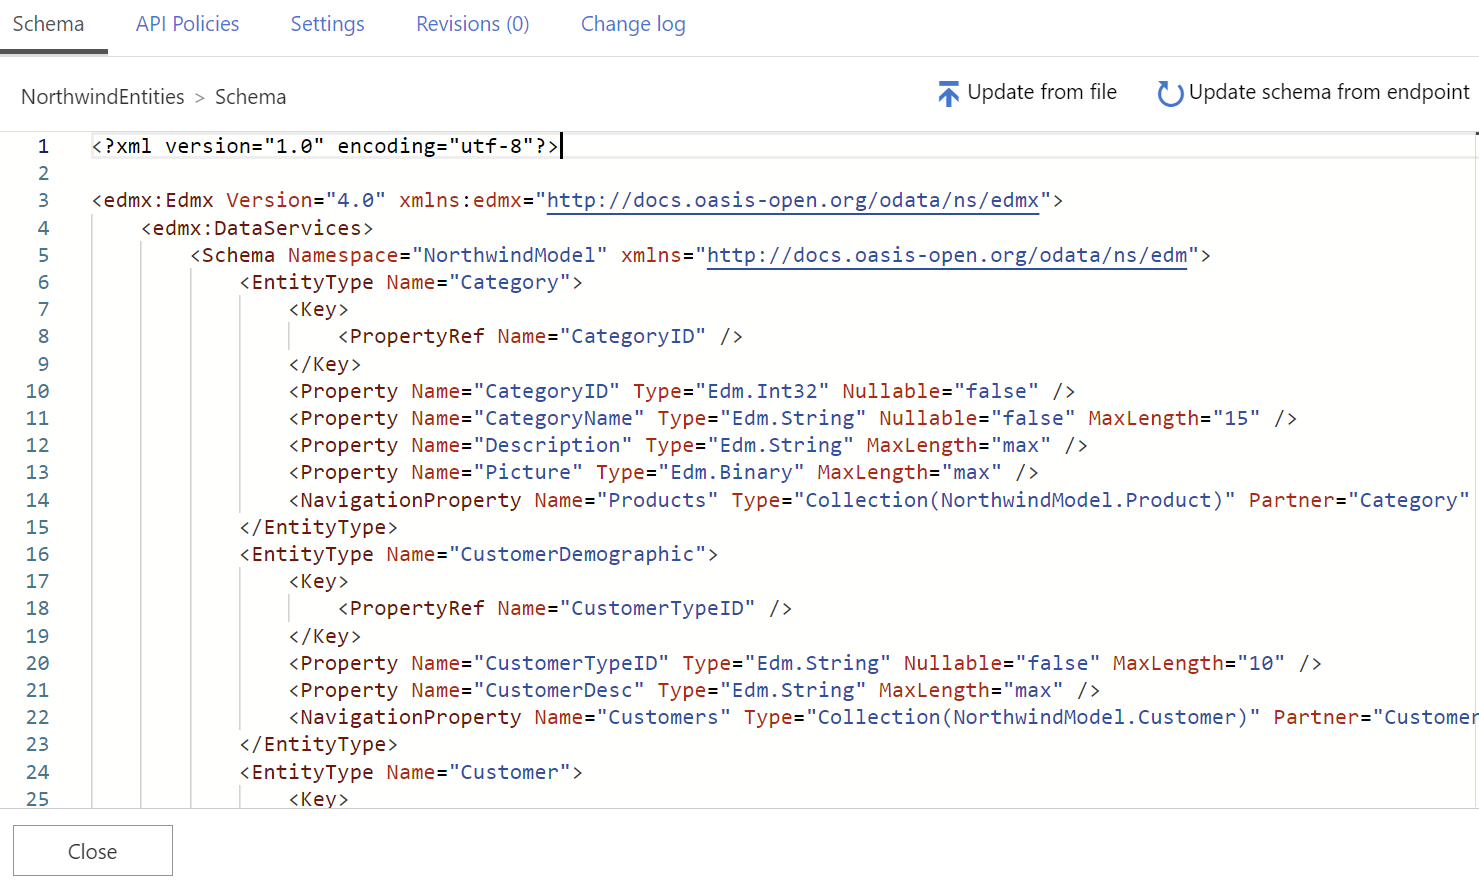 Schema API Policies Settings Revisions (0) Change log
NorthwindEntities > Schema Update from file Update schema from endpoint
1 <?xml version="1.0" encoding="utf-8"?>
2
3 <edmx:Edmx Version="4.0" xmlns:edmx="http://docs.oasis-open.org/odata/ns/edmx">
4 <edmx:DataServices>
5 <Schema Namespace="NorthwindModel" xmlns="http://docs.oasis-open.org/odata/ns/edm">
6 <EntityType Name="Category">
7 <Key>
8 <PropertyRef Name="CategoryID" />
9 </Key>
10 <Property Name="CategoryID" Type="Edm.Int32" Nullable="false" />
11 <Property Name="CategoryName" Type="Edm.String" Nullable="false" MaxLength="15" />
12 <Property Name="Description" Type="Edm.String" MaxLength="max" />
13 <Property Name="Picture" Type="Edm.Binary" MaxLength="max" />
14 <NavigationProperty Name="Products" Type="Collection(NorthwindModel.Product)" Partner="Category"
15 </EntityType>
16 <EntityType Name="CustomerDemographic">
17 <Key>
18 <PropertyRef Name="CustomerTypeID" />
19 </Key>
20 <Property Name="CustomerTypeID" Type="Edm.String" Nullable="false" MaxLength="10" />
21 <Property Name="CustomerDesc" Type="Edm.String" MaxLength="max" />
22 <NavigationProperty Name="Customers" Type="Collection(NorthwindModel.Customer)" Partner="Customer
23 </EntityType>
24 <EntityType Name="Customer">
25 <Key>
Close